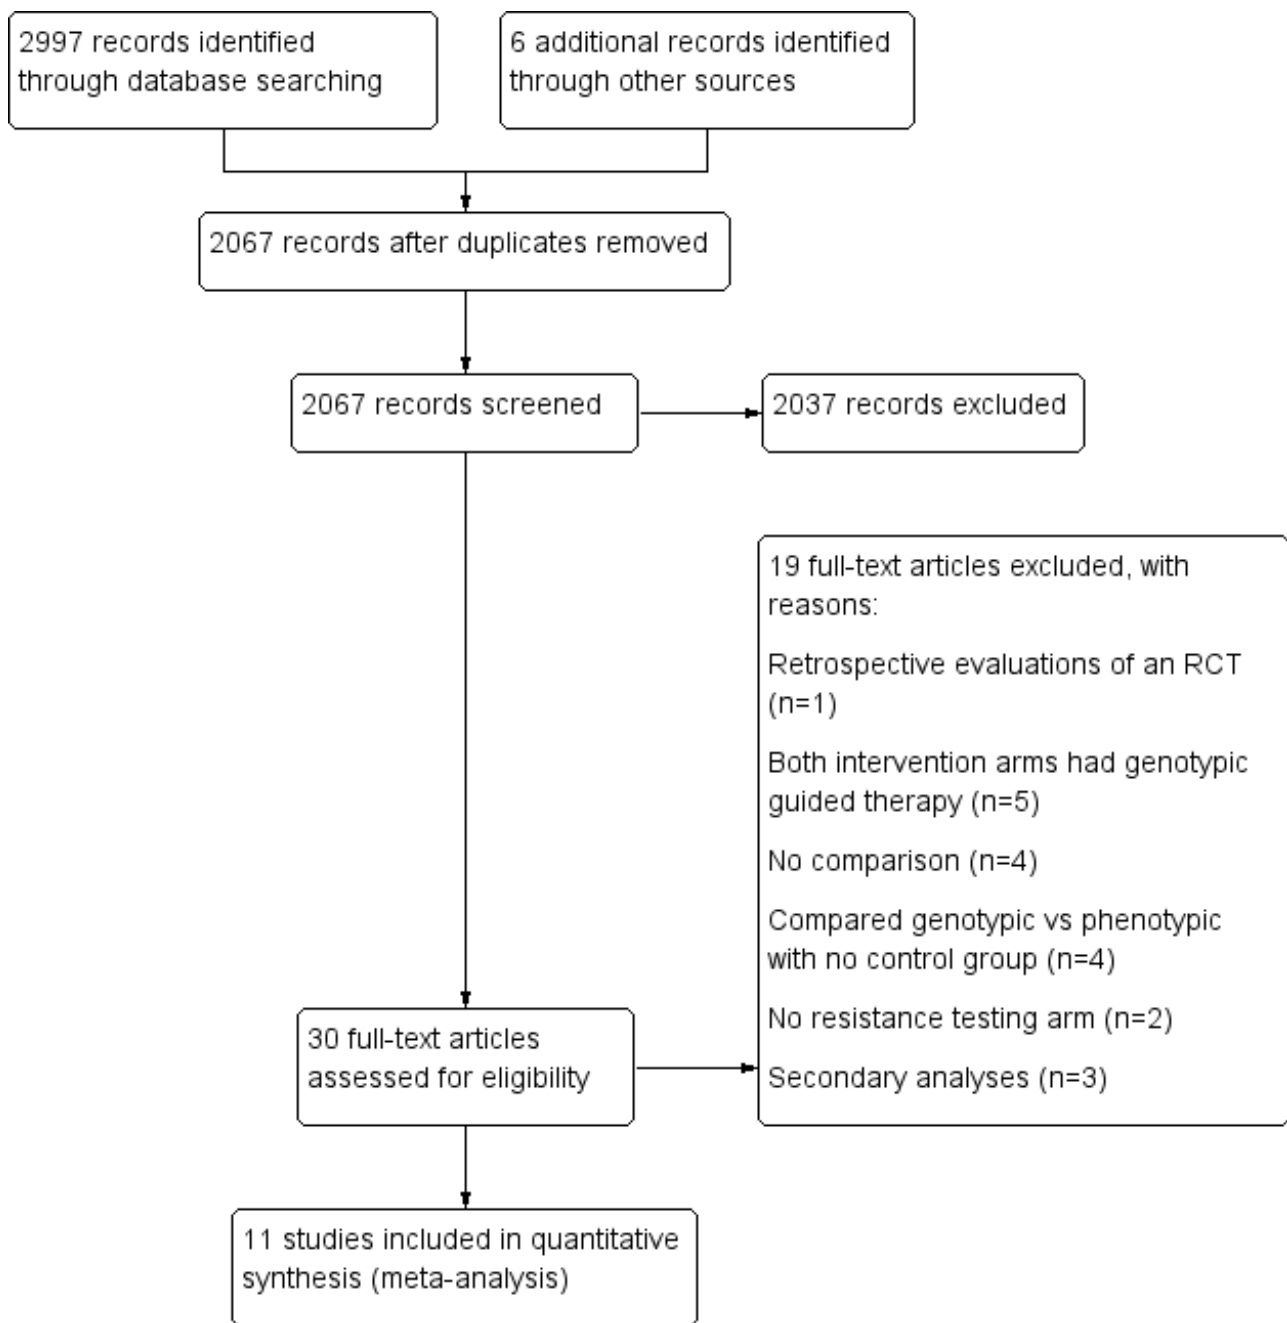 2997 records identified
through database searching
6 additional records identified
through other sources
2067 records after duplicates removed
2067 records screened
2037 records excluded
19 full-text articles excluded, with
reasons:
Retrospective evaluations of an RCT
(n=1)
Both intervention arms had genotypic
guided therapy (n=5)
No comparison (n=4)
Compared genotypic vs phenotypic
with no control group (n=4)
No resistance testing arm (n=2)
Secondary analyses (n=3)
30 full-text articles
assessed for eligibility
11 studies included in quantitative
synthesis (meta-analysis)